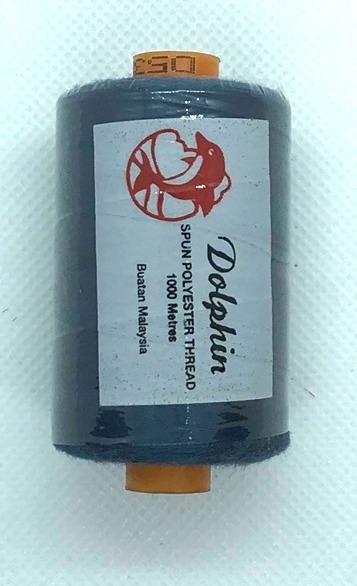 Dolphin
SPUN POLYESTER THREAD
1000 Metres
Buatan Malaysia